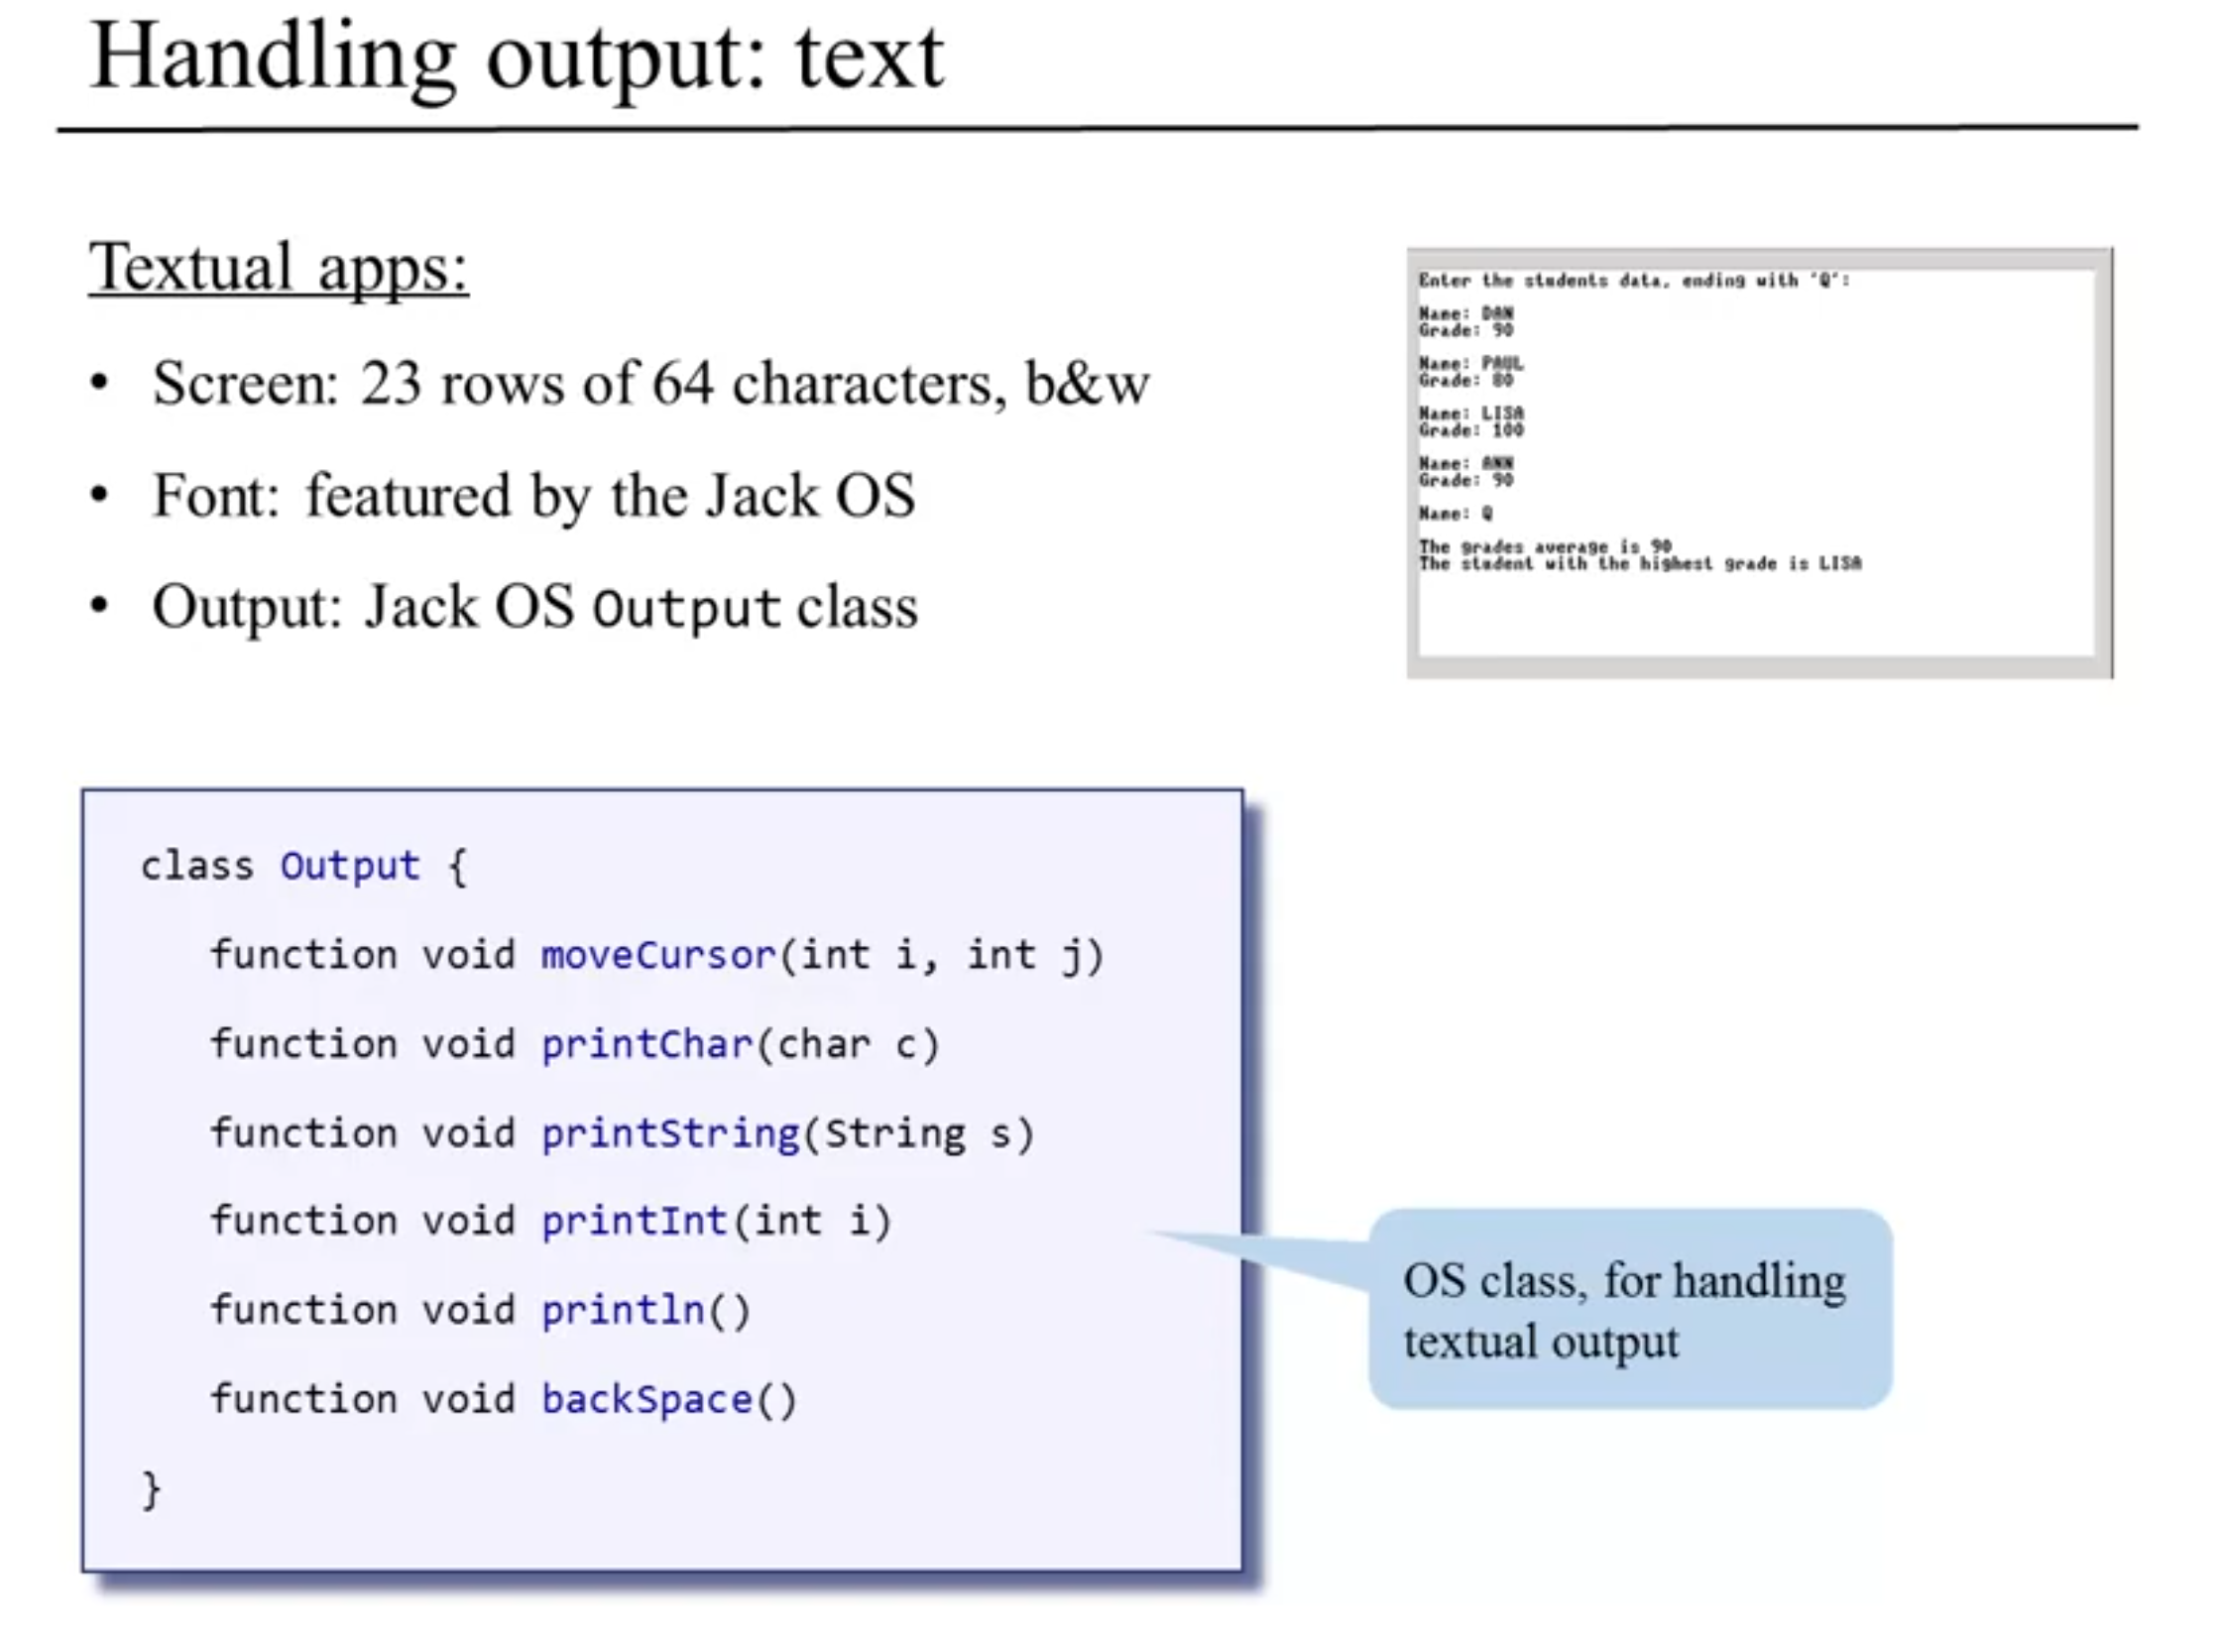 Handling output: text
Textual apps:
• Screen: 23 rows of 64 characters, b&w
• Font: featured by the Jack OS
• Output: Jack OS Output class
Enter the students data, ending with 'Q':
Name: DAN
Grade: 90
Name: PAUL
Grade: 80
Name: LISA
Grade: 100
Name: ANN
Grade: 90
Name: Q
The grades average is 90
The student with the highest grade is LISA
class Output {
function void moveCursor(int i, int j)
function void printChar(char c)
function void printString(String s)
function void printInt(int i)
function void println()
function void backSpace()
}
OS class, for handling
textual output